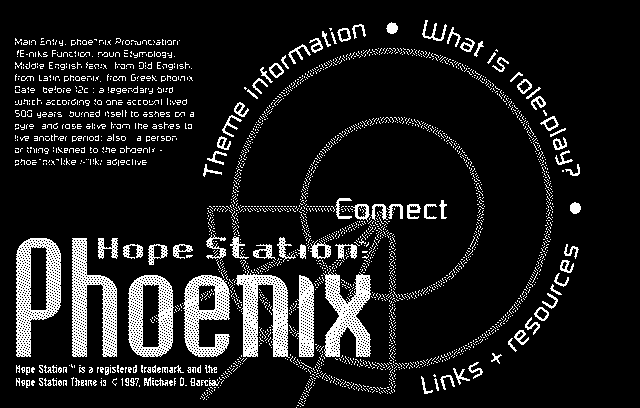 Main Entry: phoe*nix Pronunciation:
fE-niks Function: noun Etymology:
Middle English fenix, from Old English,
from Latin phoenix, from Greek phoinix
Date: before 12c : a legendary bird
which according to one account lived
500 years, burned itself to ashes on a
pyre, and rose alive from the ashes to
live another period; also : a person
or thing likened to the phoenix -
phoe*nix*like /-"lIk/ adjective
Theme information
What is role-play?
Connect
Links + resources
Hope Station:
Phoenix
Hope Station™ is a registered trademark, and the
Hope Station Theme is © 1997, Michael D. Garcia.